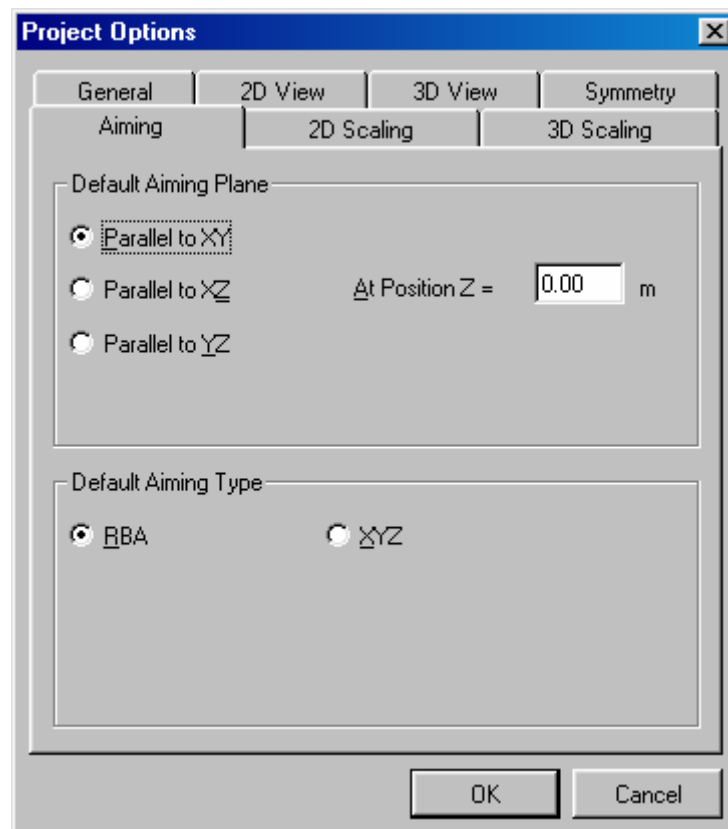 Project Options
General 2D View 3D View Symmetry
Aiming 2D Scaling 3D Scaling
Default Aiming Plane
Parallel to XY
Parallel to XZ At Position Z = 0.00 m
Parallel to YZ
Default Aiming Type
RBA XYZ
OK Cancel